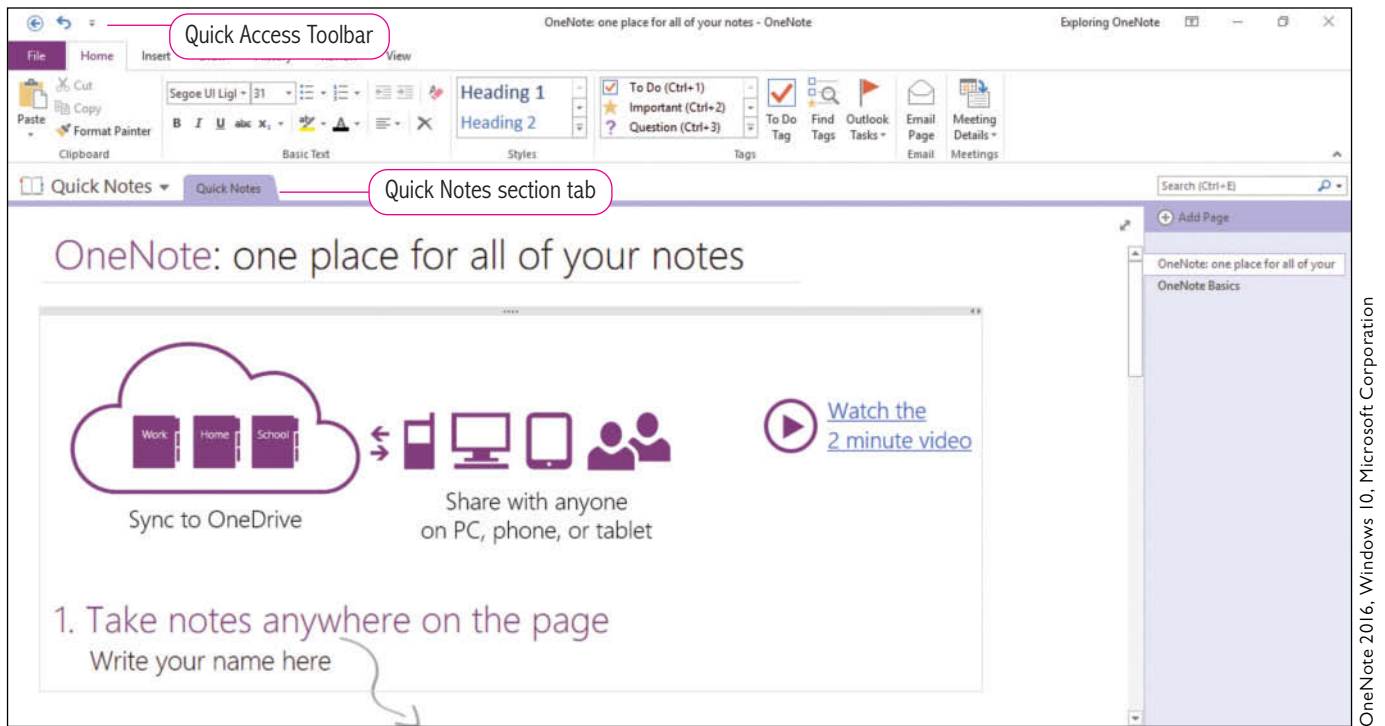 OneNote: one place for all of your notes - OneNote
Exploring OneNote
Quick Access Toolbar
File Home Insert View
Cut
Copy
Paste
Format Painter
Clipboard
Segoe UI Ligl 31
B I U abc x,
Basic Text
Heading 1
Heading 2
Styles
To Do (Ctrl+1)
Important (Ctrl+2)
Question (Ctrl+3)
To Do Tag
Find Tags
Outlook Tasks
Tags
Email Page
Email
Meeting Details
Meetings
Quick Notes
Quick Notes
Quick Notes section tab
Search (Ctrl+E)
Add Page
OneNote: one place for all of your
OneNote Basics
OneNote: one place for all of your notes
Work Home School
Sync to OneDrive
Share with anyone
on PC, phone, or tablet
Watch the
2 minute video
1. Take notes anywhere on the page
Write your name here
OneNote 2016, Windows 10, Microsoft Corporation